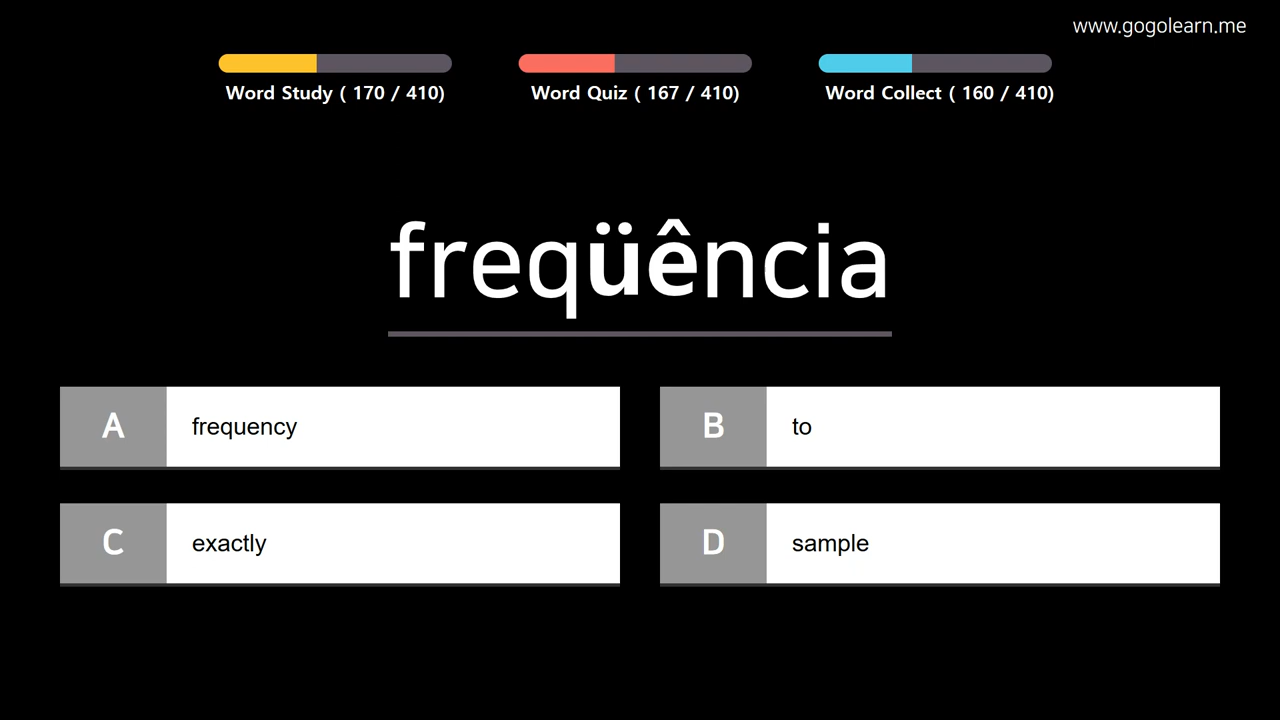 www.gogolearn.me
Word Study ( 170 / 410)
Word Quiz ( 167 / 410)
Word Collect ( 160 / 410)
freqüência
A frequency
B to
C exactly
D sample